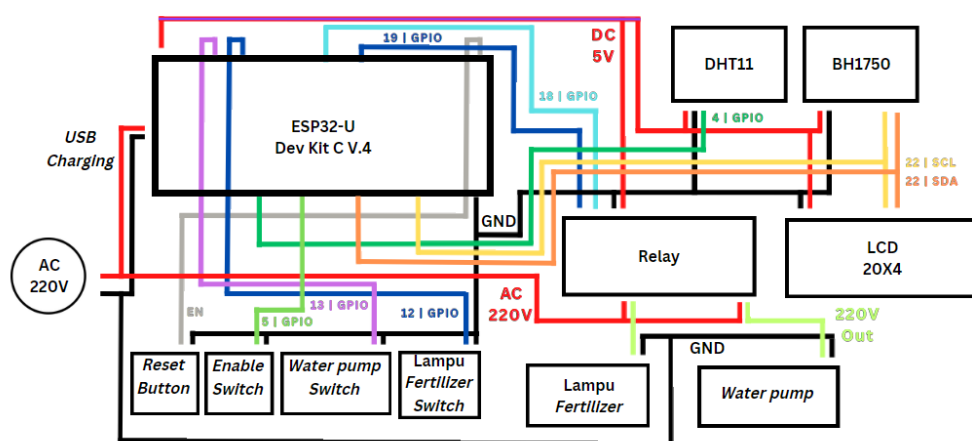 19 | GPIO
DC
5V
DHT11
BH1750
18 | GPIO
4 | GPIO
ESP32-U
Dev Kit C V.4
USB
Charging
22 | SCL
22 | SDA
GND
AC
220V
Relay
LCD
20X4
EN
13 | GPIO
5 | GPIO
12 | GPIO
AC
220V
220V
Out
GND
Reset
Button
Enable
Switch
Water pump
Switch
Lampu
Fertilizer
Switch
Lampu
Fertilizer
Water pump